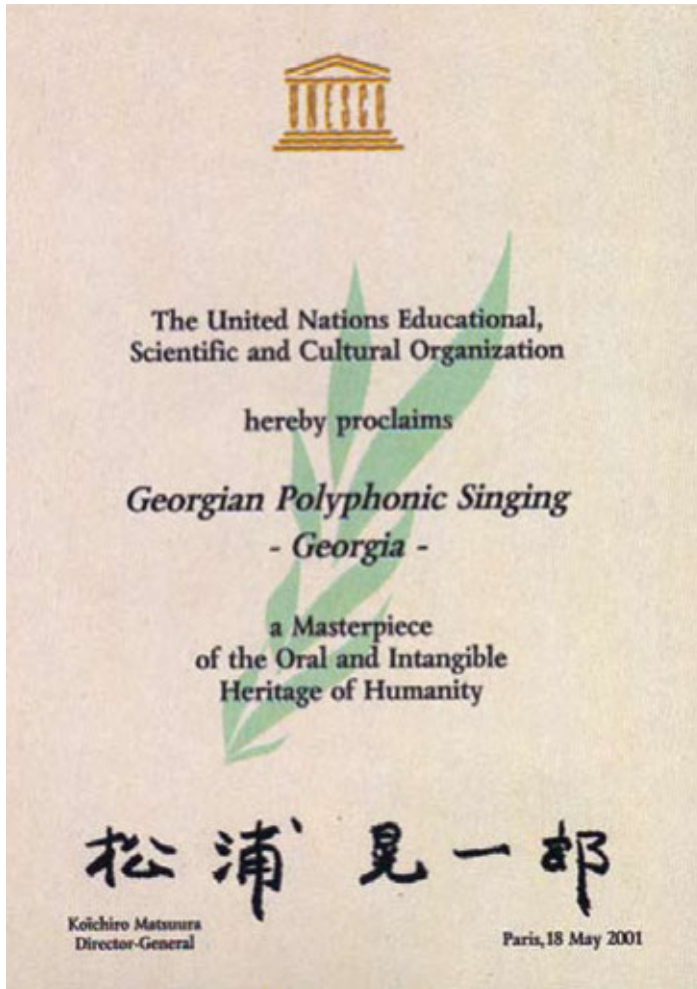 UNESCO
The United Nations Educational,
Scientific and Cultural Organization
hereby proclaims
Georgian Polyphonic Singing
- Georgia -
a Masterpiece
of the Oral and Intangible
Heritage of Humanity
松浦晃一郎
Koïchiro Matsuura
Director-General
Paris, 18 May 2001